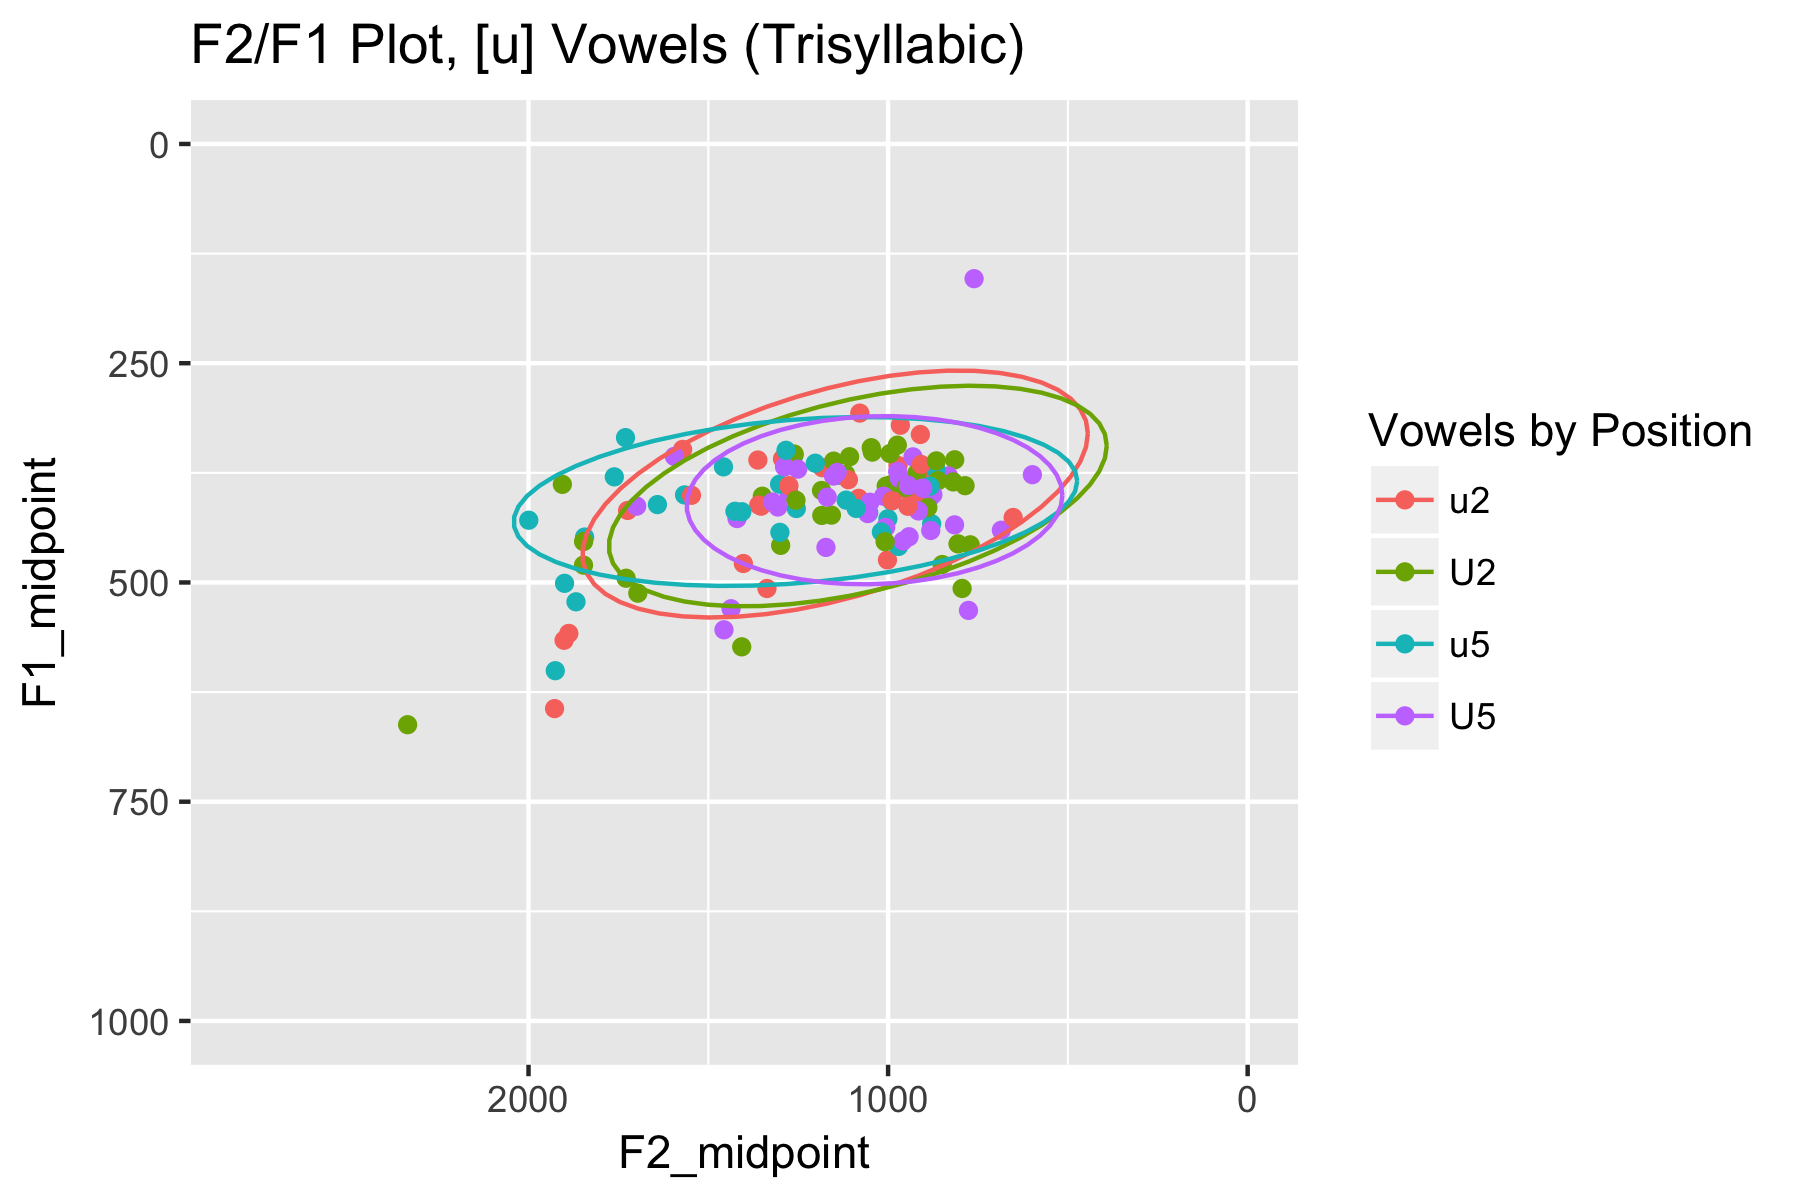 F2/F1 Plot, [u] Vowels (Trisyllabic)
0
250
500
750
1000
F1_midpoint
2000 1000 0
F2_midpoint
Vowels by Position
u2
U2
u5
U5